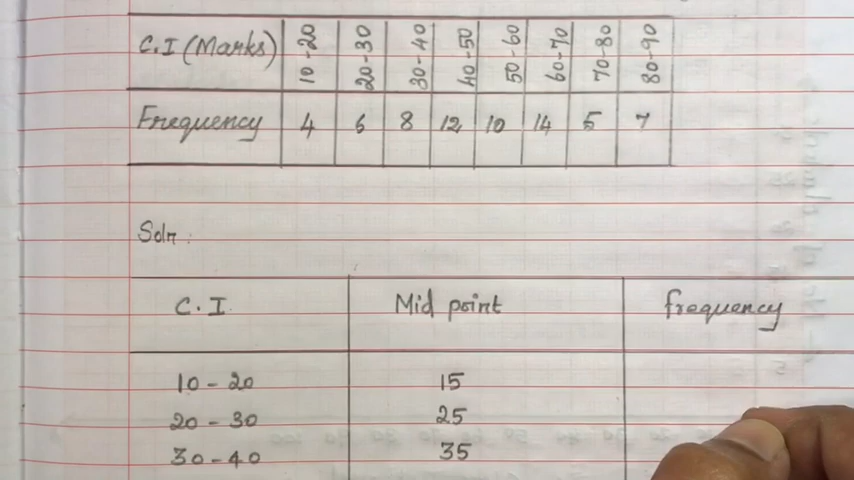 C.I (Marks) 10-20 20-30 30-40 40-50 50-60 60-70 70-80 80-90
Frequency 4 6 8 12 10 14 5 7
Soln :
C.I. Mid point frequency
10 - 20 15
20 - 30 25
30 - 40 35